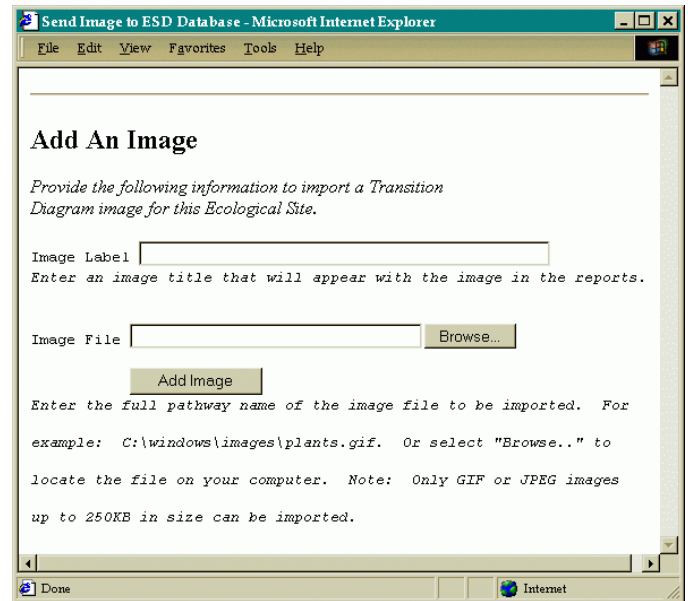 Send Image to ESD Database - Microsoft Internet Explorer
File Edit View Favorites Tools Help
Add An Image
Provide the following information to import a Transition
Diagram image for this Ecological Site.
Image Label
Enter an image title that will appear with the image in the reports.
Image File Browse...
Add Image
Enter the full pathway name of the image file to be imported. For
example: C:\windows\images\plants.gif. Or select "Browse.." to
locate the file on your computer. Note: Only GIF or JPEG images
up to 250KB in size can be imported.
Done Internet